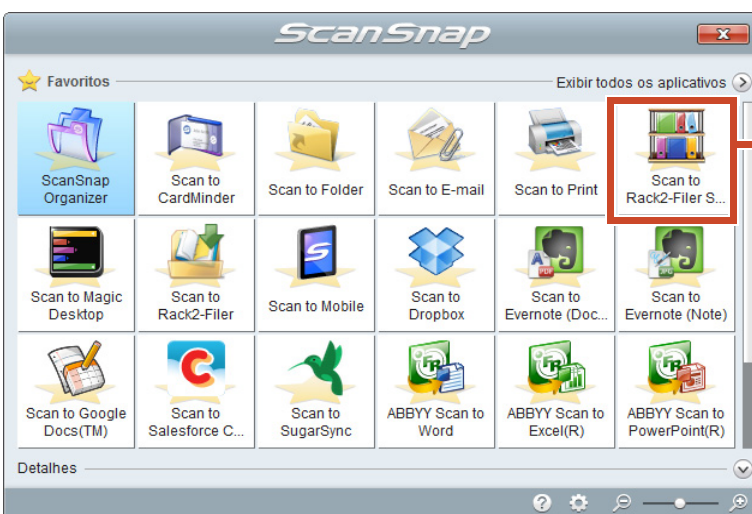 ScanSnap
Favoritos
Exibir todos os aplicativos
ScanSnap
Organizer
Scan to
CardMinder
Scan to Folder
Scan to E-mail
Scan to Print
Scan to
Rack2-Filer S...
Scan to Magic
Desktop
Scan to
Rack2-Filer
Scan to Mobile
Scan to
Dropbox
Scan to
Evernote (Doc...
Scan to
Evernote (Note)
Scan to Google
Docs(TM)
Scan to
Salesforce C...
Scan to
SugarSync
ABBYY Scan to
Word
ABBYY Scan to
Excel(R)
ABBYY Scan to
PowerPoint(R)
Detalhes